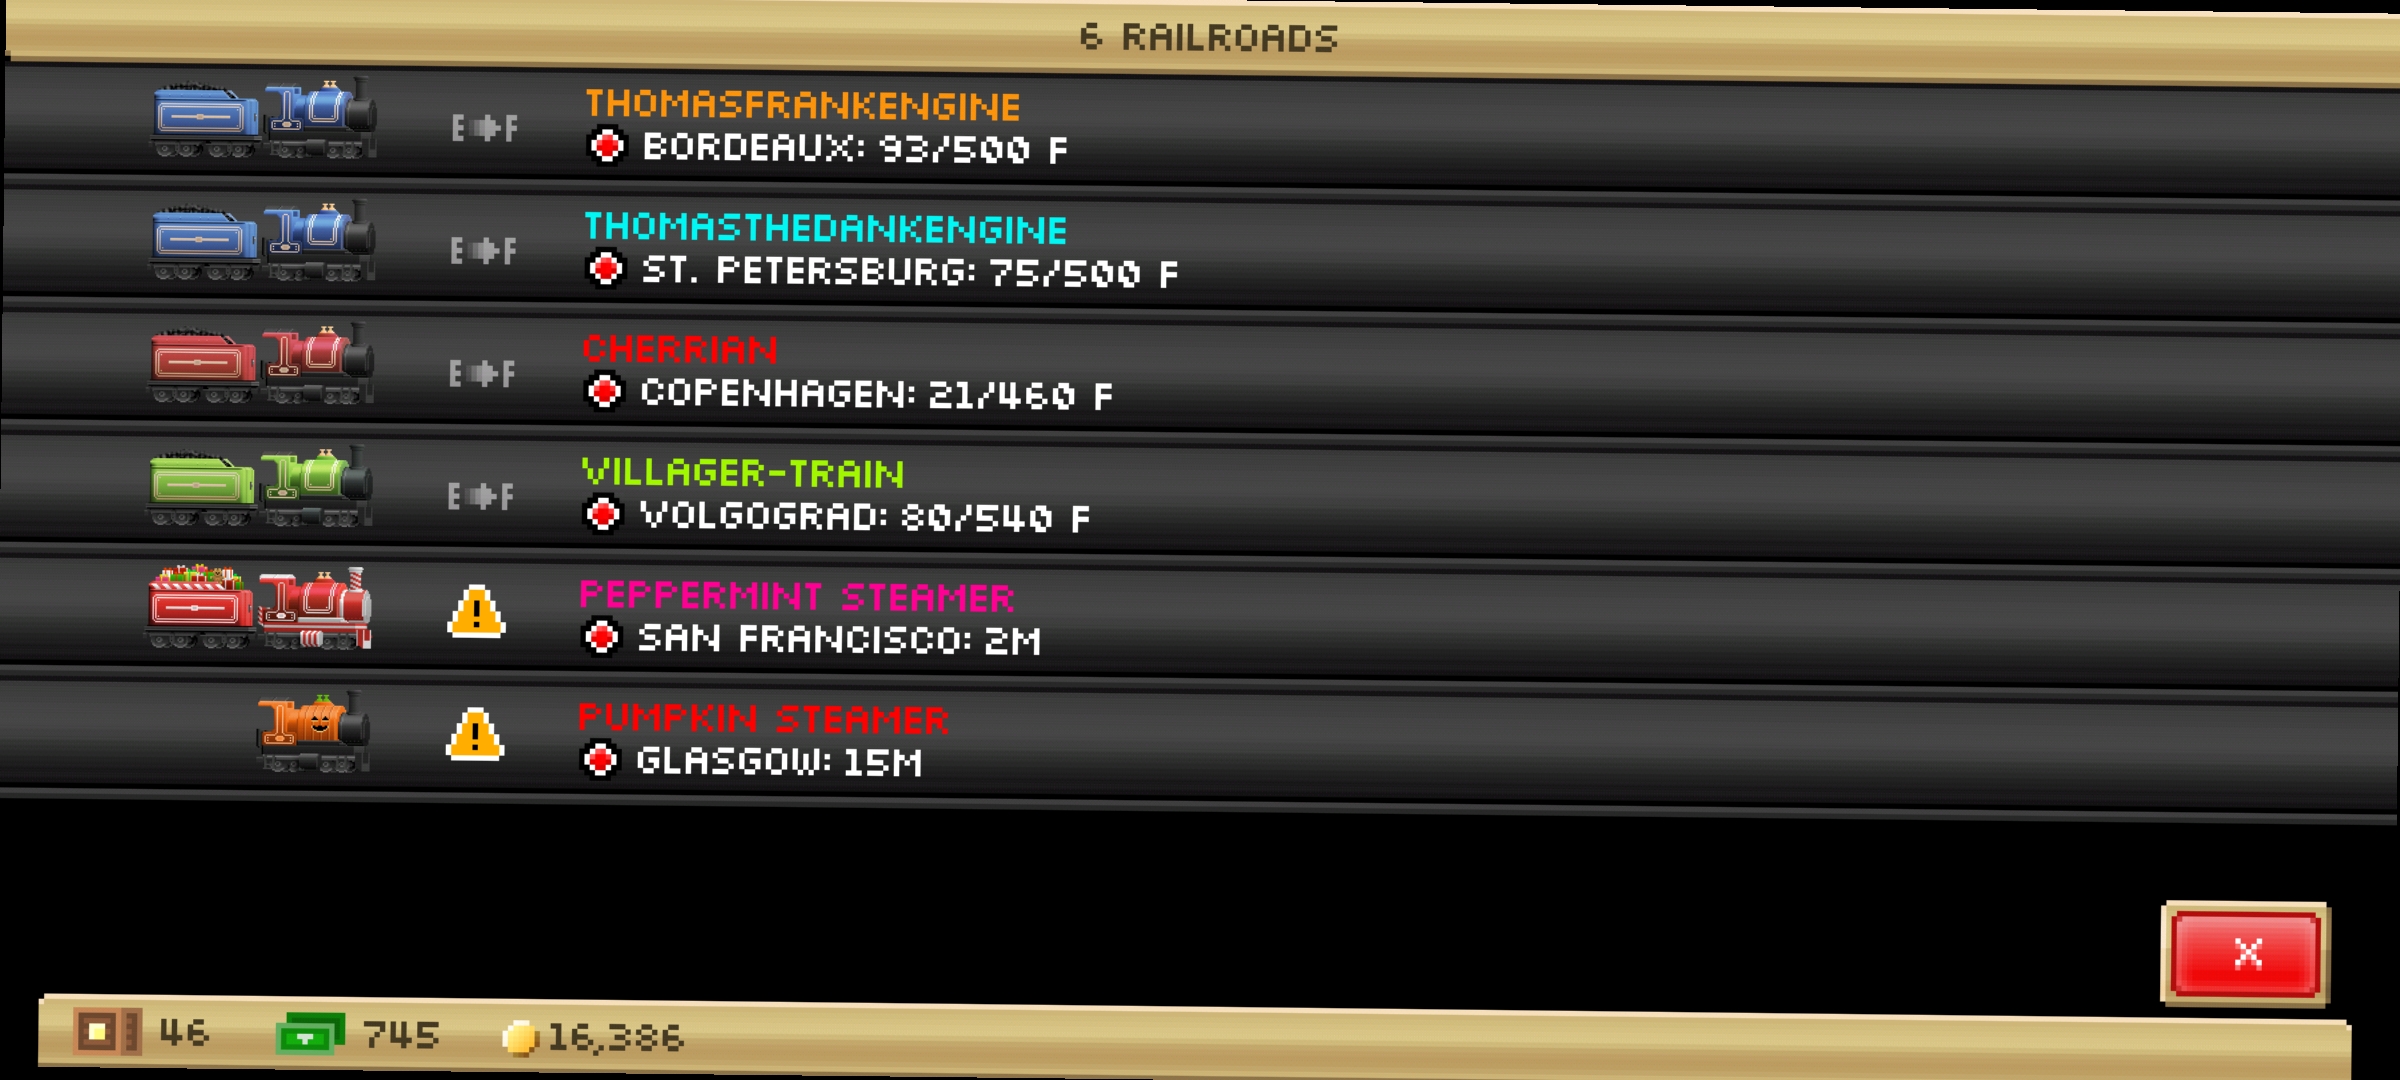 6 RAILROADS
E F
THOMASFRANKENGINE
BORDEAUX: 93/500 F
E F
THOMASTHEDANKENGINE
ST. PETERSBURG: 75/500 F
E F
CHERRIAN
COPENHAGEN: 21/460 F
E F
VILLAGER-TRAIN
VOLGOGRAD: 80/540 F
!
PEPPERMINT STEAMER
SAN FRANCISCO: 2M
!
PUMPKIN STEAMER
GLASGOW: 15M
X
46 745 16,386